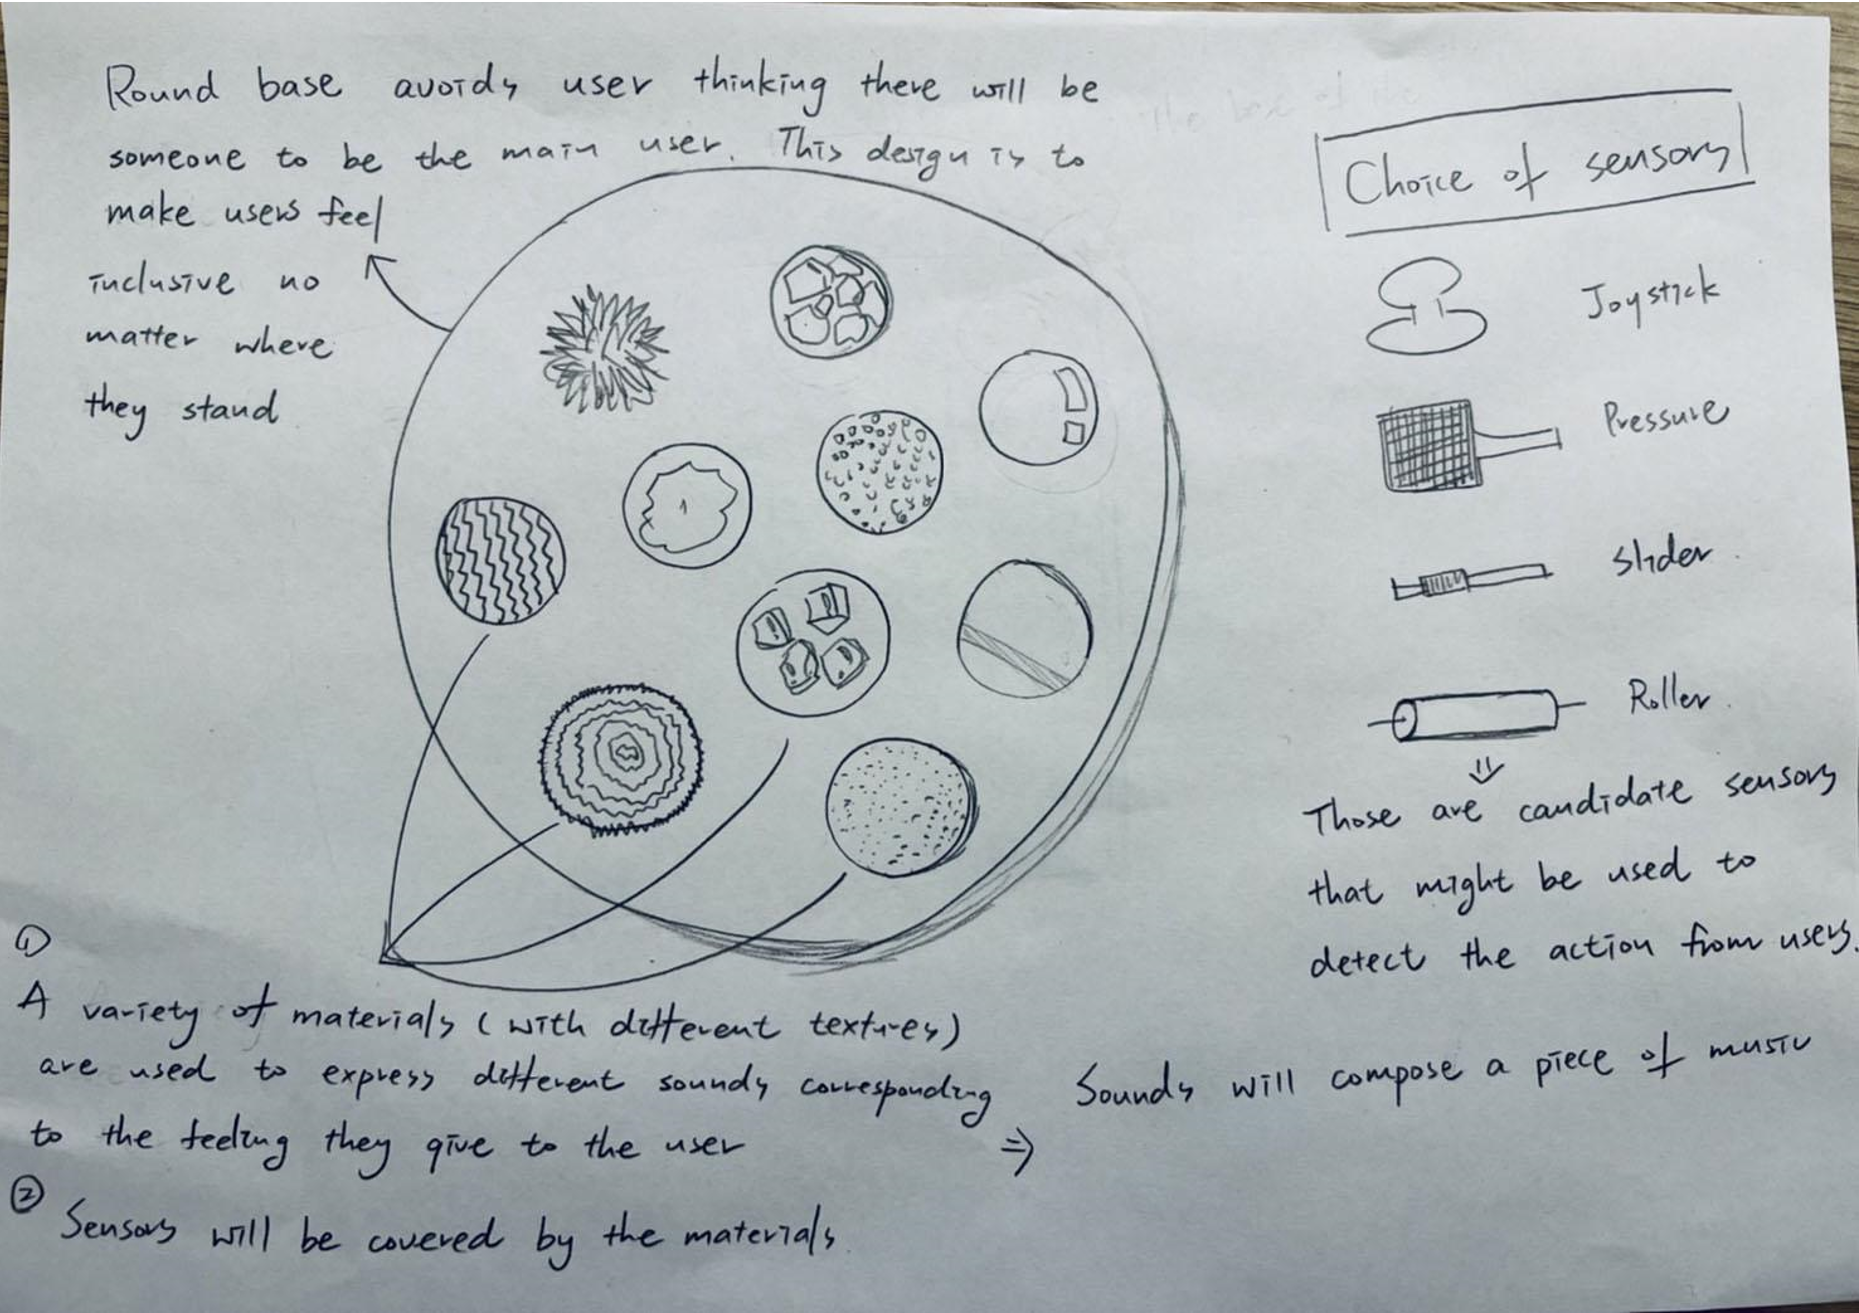 Round base avoids user thinking there will be
someone to be the main user. This design is to
make users feel
inclusive no
matter where
they stand
Choice of sensors
Joystick
Pressure
Slider.
Roller.
⇓
Those are candidate sensors
that might be used to
detect the action from users.
①
A variety of materials (with different textures)
are used to express different sounds corresponding
to the feeling they give to the user
⇒ Sounds will compose a piece of music
② Sensors will be covered by the materials.